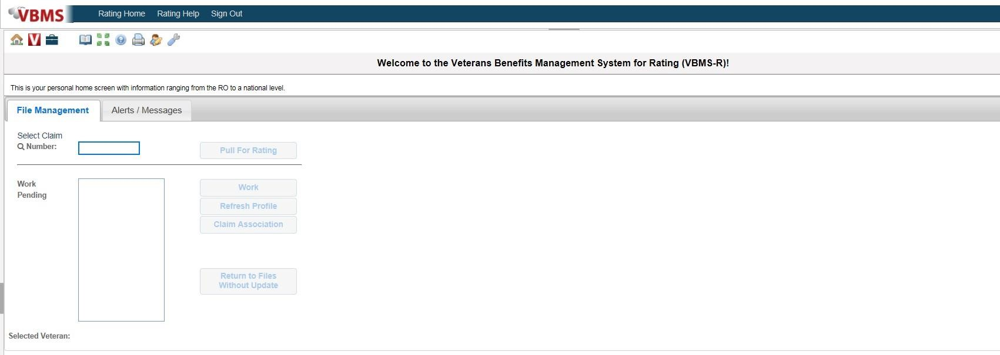 VBMS Rating Home Rating Help Sign Out
V
Welcome to the Veterans Benefits Management System for Rating (VBMS-R)!
This is your personal home screen with information ranging from the RO to a national level.
File Management Alerts / Messages
Select Claim
Number:
Pull For Rating
Work
Pending
Work
Refresh Profile
Claim Association
Return to Files
Without Update
Selected Veteran: